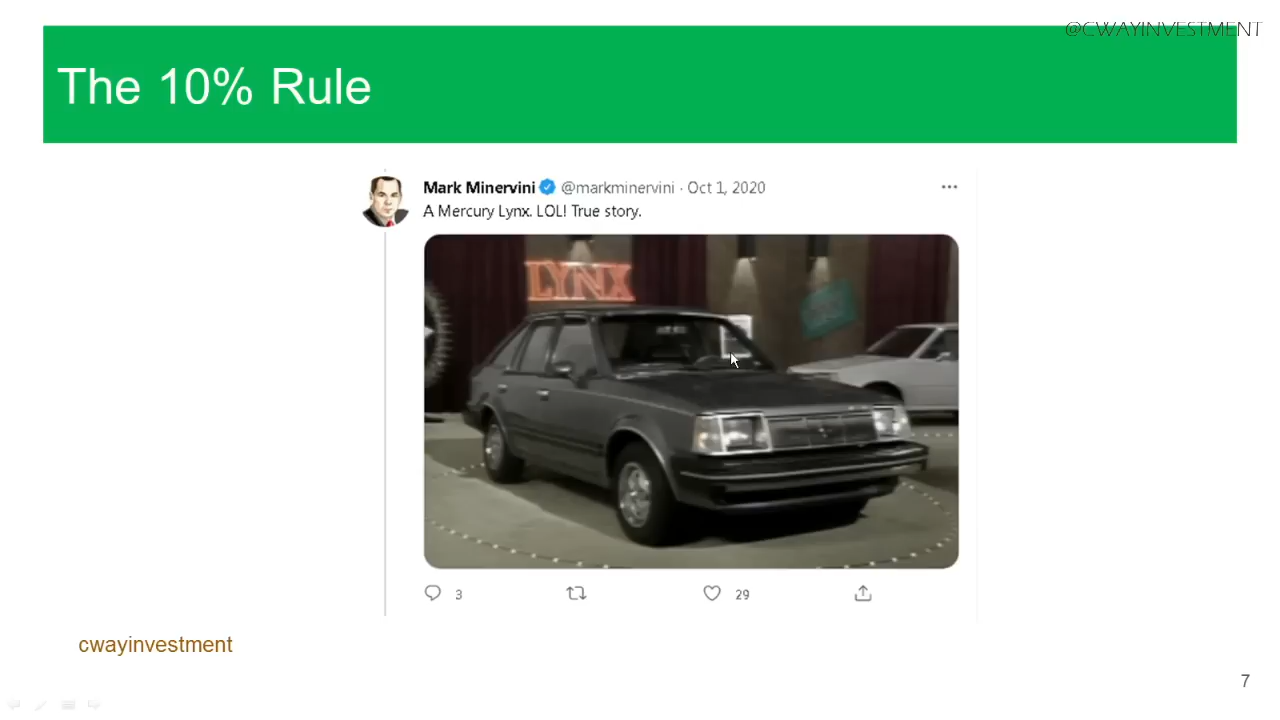 @CWAYINVESTMENT
The 10% Rule
Mark Minervini @markminervini · Oct 1, 2020
A Mercury Lynx. LOL! True story.
LYNX
3
29
cwayinvestment
7